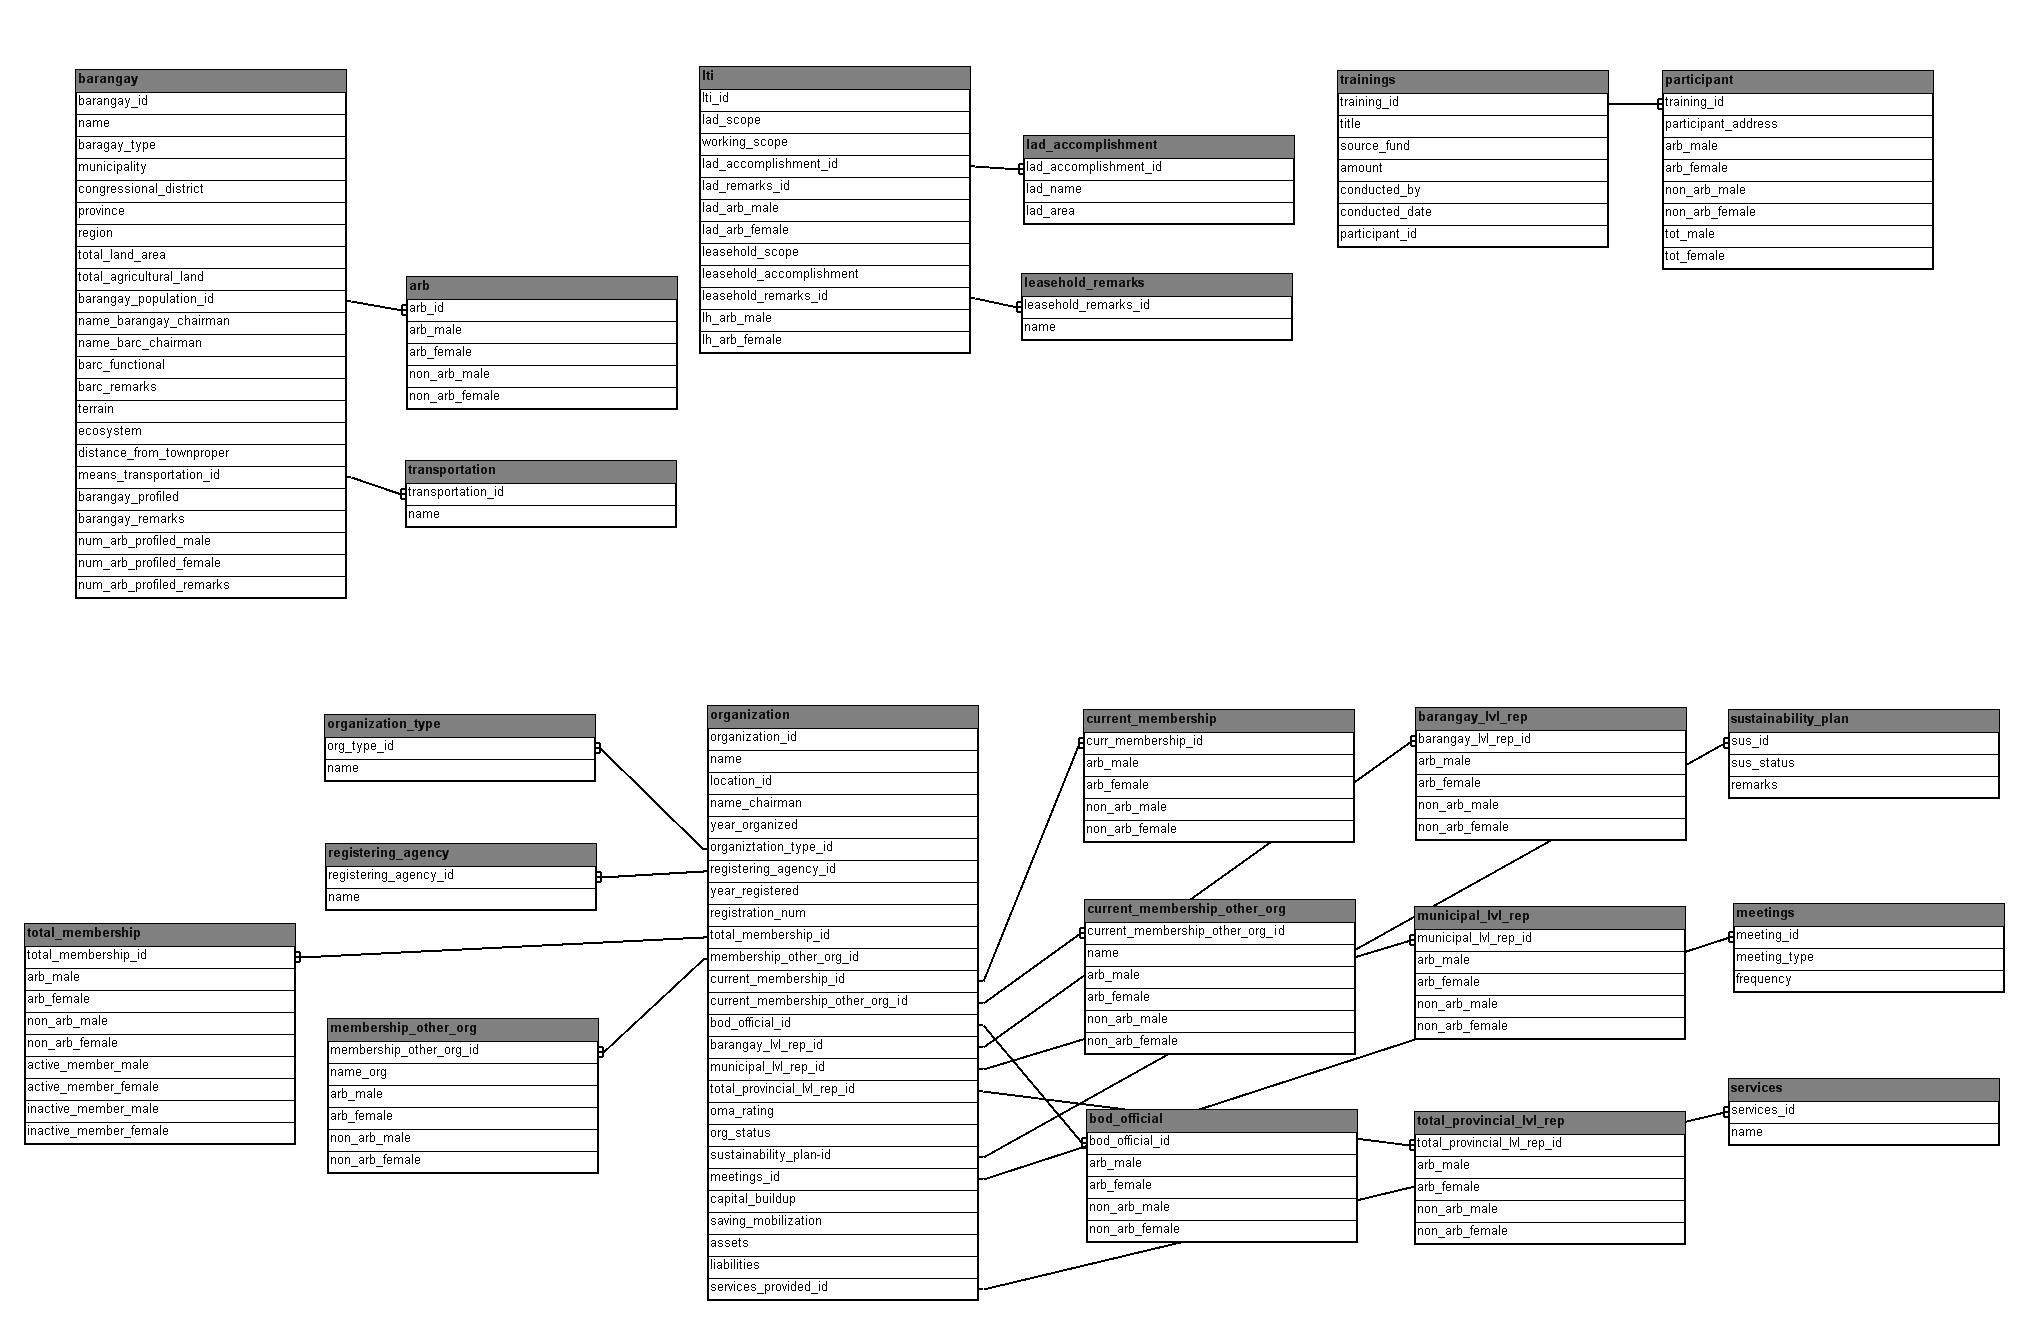 barangay
barangay_id
name
baragay_type
municipality
congressional_district
province
region
total_land_area
total_agricultural_land
barangay_population_id
name_barangay_chairman
name_barc_chairman
barc_functional
barc_remarks
terrain
ecosystem
distance_from_townproper
means_transportation_id
barangay_profiled
barangay_remarks
num_arb_profiled_male
num_arb_profiled_female
num_arb_profiled_remarks
arb
arb_id
arb_male
arb_female
non_arb_male
non_arb_female
transportation
transportation_id
name
lti
lti_id
lad_scope
working_scope
lad_accomplishment_id
lad_remarks_id
lad_arb_male
lad_arb_female
leasehold_scope
leasehold_accomplishment
leasehold_remarks_id
lh_arb_male
lh_arb_female
lad_accomplishment
lad_accomplishment_id
lad_name
lad_area
leasehold_remarks
leasehold_remarks_id
name
trainings
training_id
title
source_fund
amount
conducted_by
conducted_date
participant_id
participant
training_id
participant_address
arb_male
arb_female
non_arb_male
non_arb_female
tot_male
tot_female
organization_type
org_type_id
name
registering_agency
registering_agency_id
name
total_membership
total_membership_id
arb_male
arb_female
non_arb_male
non_arb_female
active_member_male
active_member_female
inactive_member_male
inactive_member_female
membership_other_org
membership_other_org_id
name_org
arb_male
arb_female
non_arb_male
non_arb_female
organization
organization_id
name
location_id
name_chairman
year_organized
organiztation_type_id
registering_agency_id
year_registered
registration_num
total_membership_id
membership_other_org_id
current_membership_id
current_membership_other_org_id
bod_official_id
barangay_lvl_rep_id
municipal_lvl_rep_id
total_provincial_lvl_rep_id
oma_rating
org_status
sustainability_plan-id
meetings_id
capital_buildup
saving_mobilization
assets
liabilities
services_provided_id
current_membership
curr_membership_id
arb_male
arb_female
non_arb_male
non_arb_female
current_membership_other_org
current_membership_other_org_id
name
arb_male
arb_female
non_arb_male
non_arb_female
bod_official
bod_official_id
arb_male
arb_female
non_arb_male
non_arb_female
barangay_lvl_rep
barangay_lvl_rep_id
arb_male
arb_female
non_arb_male
non_arb_female
municipal_lvl_rep
municipal_lvl_rep_id
arb_male
arb_female
non_arb_male
non_arb_female
total_provincial_lvl_rep
total_provincial_lvl_rep_id
arb_male
arb_female
non_arb_male
non_arb_female
sustainability_plan
sus_id
sus_status
remarks
meetings
meeting_id
meeting_type
frequency
services
services_id
name